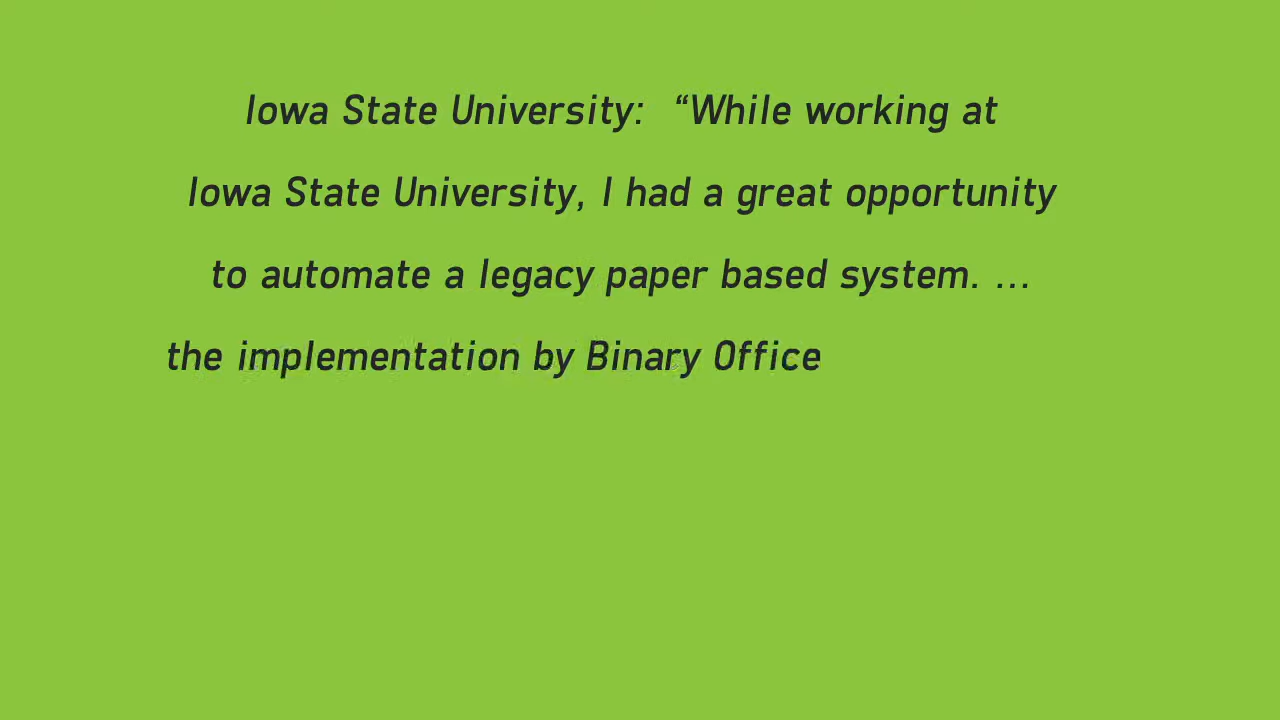 Iowa State University: “While working at
Iowa State University, I had a great opportunity
to automate a legacy paper based system. ...
the implementation by Binary Office